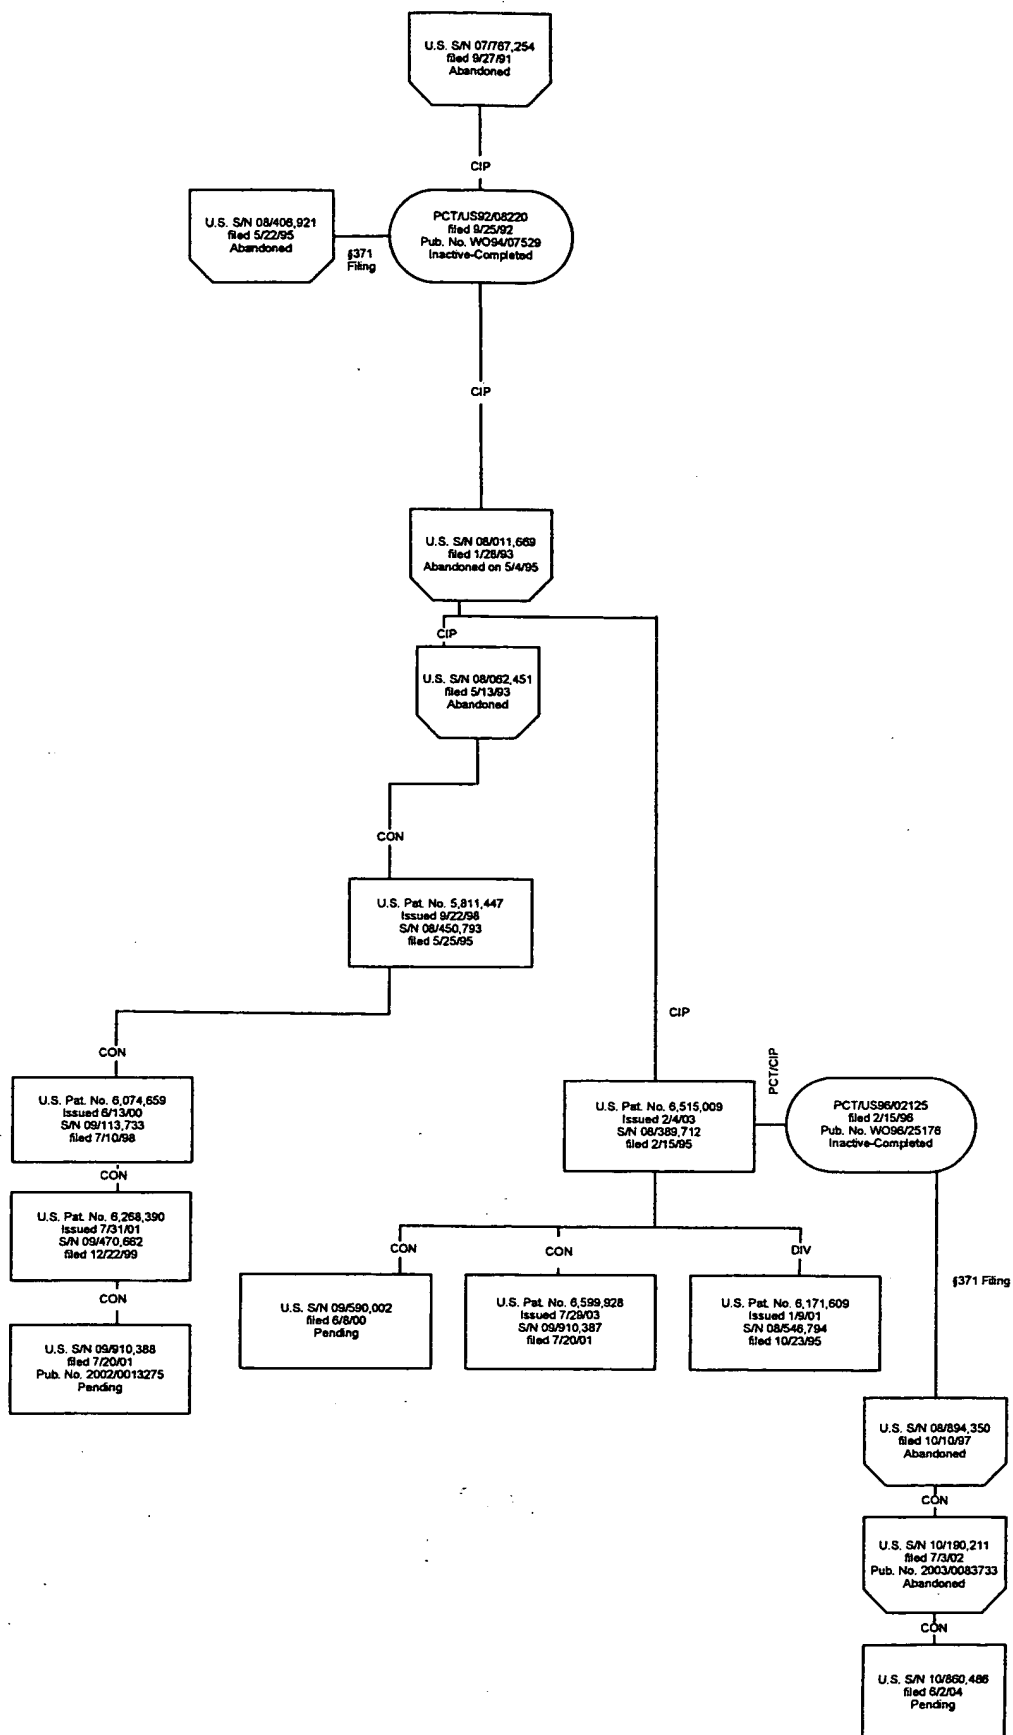 U.S. S/N 07/767,254
filed 9/27/91
Abandoned
CIP
U.S. S/N 08/406,921
filed 5/22/95
Abandoned
§371
Filing
PCT/US92/08220
filed 9/25/92
Pub. No. WO94/07529
Inactive-Completed
CIP
U.S. S/N 08/011,669
filed 1/28/93
Abandoned on 5/4/95
CIP
U.S. S/N 08/062,451
filed 5/13/93
Abandoned
CON
U.S. Pat. No. 5,811,447
Issued 9/22/98
S/N 08/450,793
filed 5/25/95
CIP
CON
PCT/CIP
U.S. Pat. No. 6,074,659
Issued 6/13/00
S/N 09/113,733
filed 7/10/98
U.S. Pat. No. 6,515,009
Issued 2/4/03
S/N 08/389,712
filed 2/15/95
PCT/US96/02125
filed 2/15/96
Pub. No. WO96/25176
Inactive-Completed
CON
U.S. Pat. No. 6,268,390
Issued 7/31/01
S/N 09/470,662
filed 12/22/99
CON
CON
DIV
§371 Filing
CON
U.S. S/N 09/590,002
filed 6/8/00
Pending
U.S. Pat. No. 6,599,928
Issued 7/29/03
S/N 09/910,387
filed 7/20/01
U.S. Pat. No. 6,171,609
Issued 1/9/01
S/N 08/546,794
filed 10/23/95
U.S. S/N 09/910,388
filed 7/20/01
Pub. No. 2002/0013275
Pending
U.S. S/N 08/894,350
filed 10/10/97
Abandoned
CON
U.S. S/N 10/190,211
filed 7/3/02
Pub. No. 2003/0083733
Abandoned
CON
U.S. S/N 10/860,486
filed 6/2/04
Pending